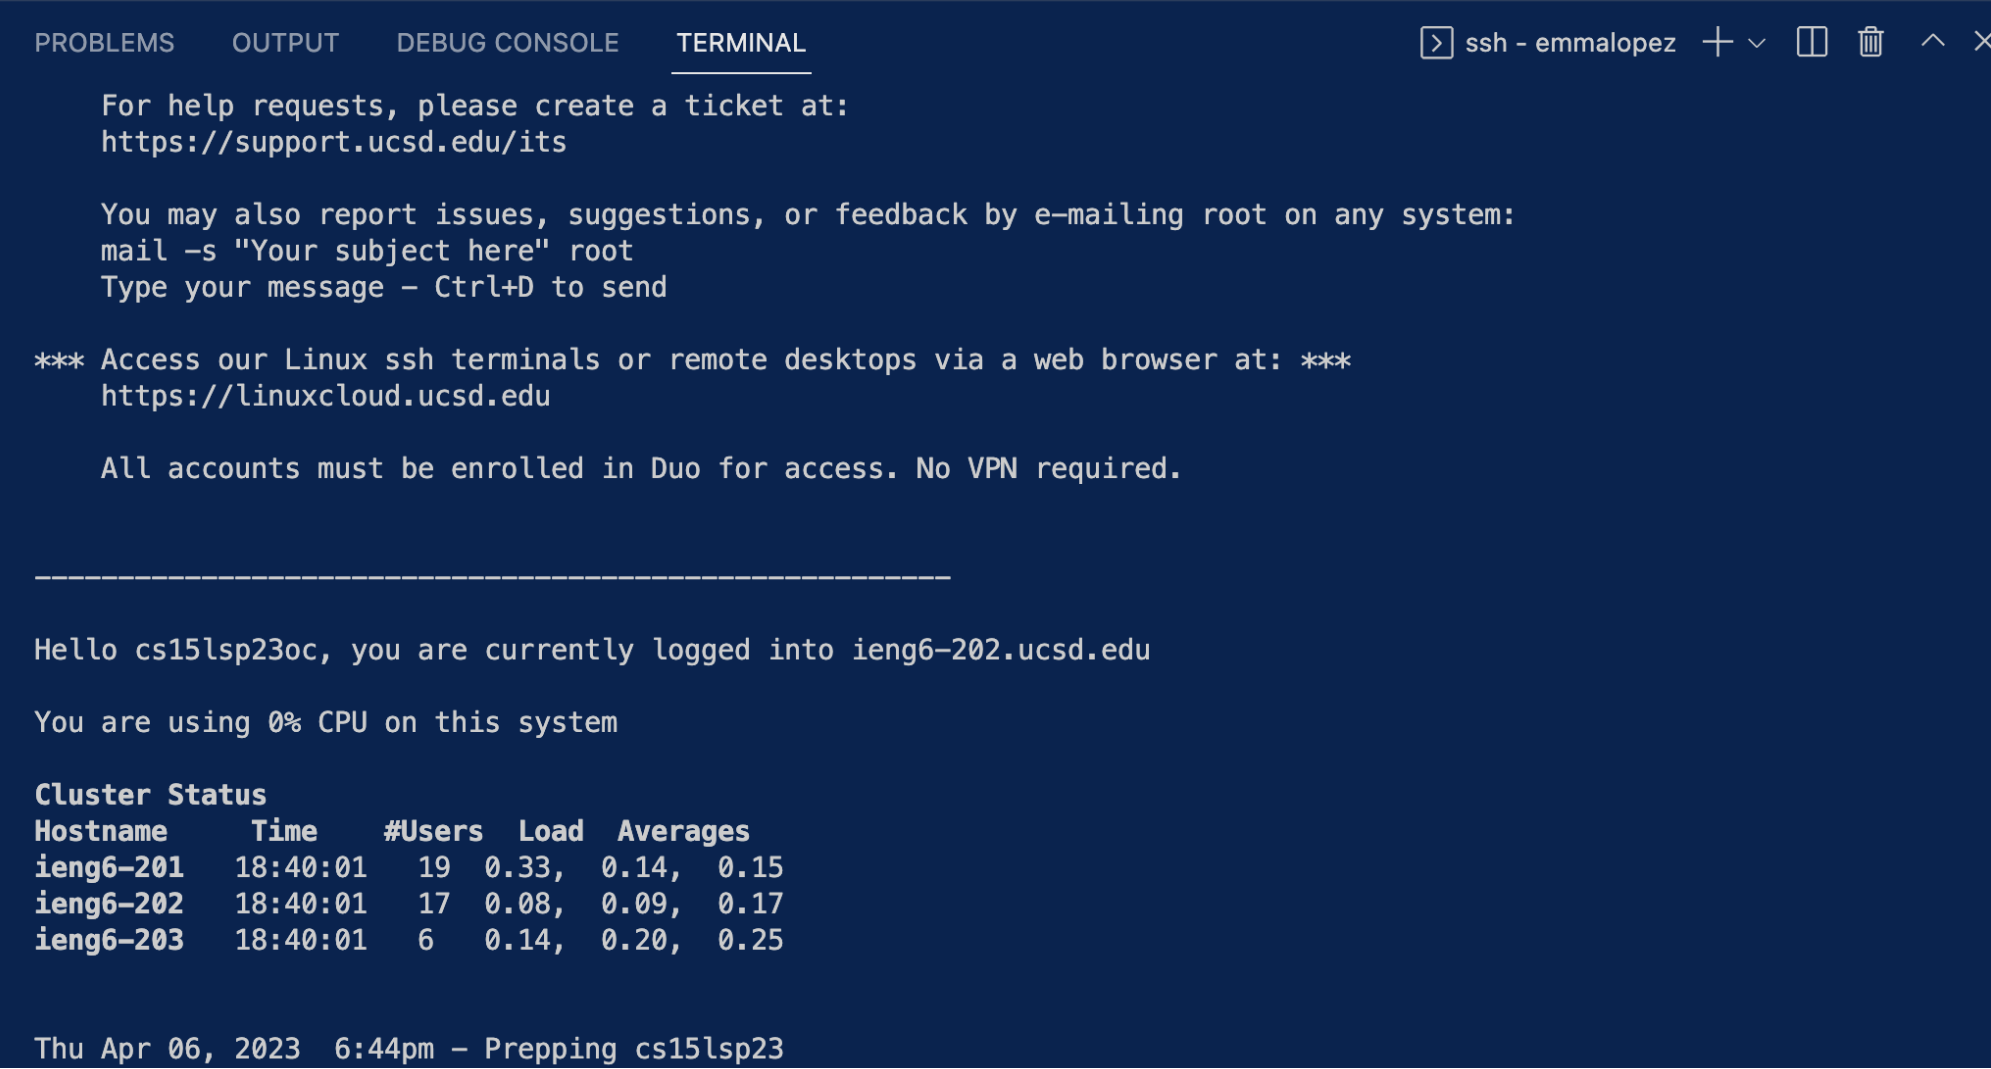 PROBLEMS OUTPUT DEBUG CONSOLE TERMINAL ssh - emmalopez
For help requests, please create a ticket at:
https://support.ucsd.edu/its
You may also report issues, suggestions, or feedback by e-mailing root on any system:
mail -s "Your subject here" root
Type your message - Ctrl+D to send
*** Access our Linux ssh terminals or remote desktops via a web browser at: ***
https://linuxcloud.ucsd.edu
All accounts must be enrolled in Duo for access. No VPN required.
-------------------------------------------------------
Hello cs15lsp23oc, you are currently logged into ieng6-202.ucsd.edu
You are using 0% CPU on this system
Cluster Status
Hostname Time #Users Load Averages
ieng6-201 18:40:01 19 0.33, 0.14, 0.15
ieng6-202 18:40:01 17 0.08, 0.09, 0.17
ieng6-203 18:40:01 6 0.14, 0.20, 0.25
Thu Apr 06, 2023 6:44pm - Prepping cs15lsp23